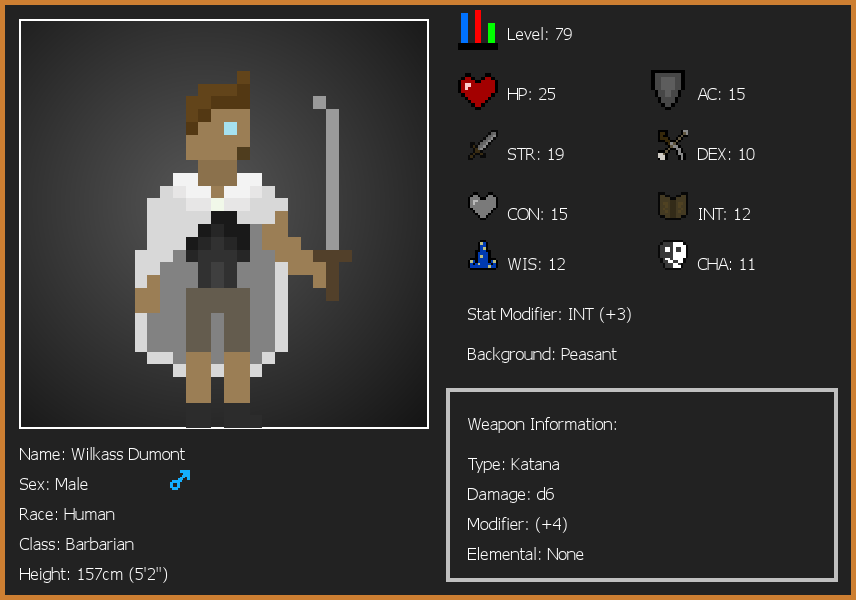 Level: 79
HP: 25
AC: 15
STR: 19
DEX: 10
CON: 15
INT: 12
WIS: 12
CHA: 11
Stat Modifier: INT (+3)
Background: Peasant
Weapon Information:
Type: Katana
Damage: d6
Modifier: (+4)
Elemental: None
Name: Wilkass Dumont
Sex: Male
Race: Human
Class: Barbarian
Height: 157cm (5'2")